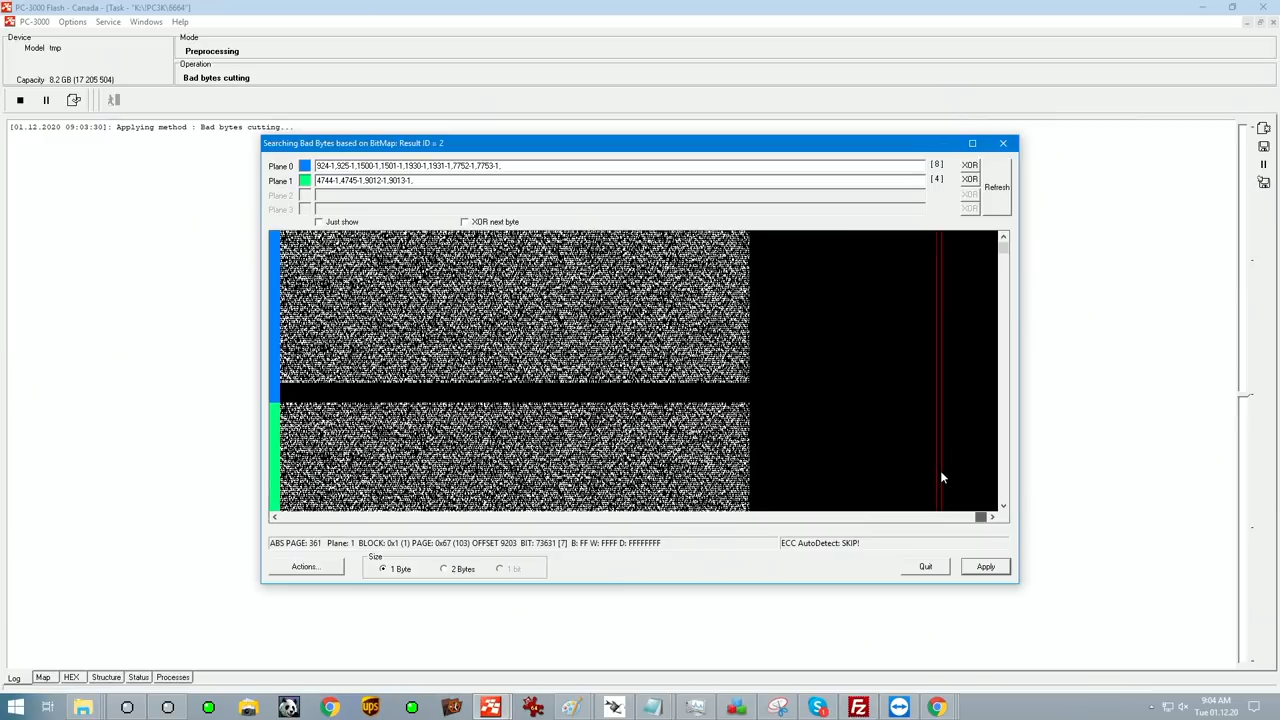 PC-3000 Flash - Canada - [Task - "K:\!PC3K\6664"]
PC-3000 Options Service Windows Help
Device
Model tmp
Capacity 8.2 GB (17 205 504)
Mode
Preprocessing
Operation
Bad bytes cutting
[01.12.2020 09:03:30]: Applying method : Bad bytes cutting...
Searching Bad Bytes based on BitMap: Result ID = 2
Plane 0 924-1,925-1,1500-1,1501-1,1930-1,1931-1,7752-1,7753-1, [8] XOR
Plane 1 4744-1,4745-1,9012-1,9013-1, [4] XOR
Refresh
Plane 2 XOR
Plane 3 XOR
Just show XOR next byte
ABS PAGE: 361 Plane: 1 BLOCK: 0x1 (1) PAGE: 0x67 (103) OFFSET 9203 BIT: 73631 [7] B: FF W: FFFF D: FFFFFFFF ECC AutoDetect: SKIP!
Actions...
Size
1 Byte 2 Bytes 1 bit
Quit Apply
Log Map HEX Structure Status Processes
ups
64
S
FZ
9:04 AM
Tue 01.12.20